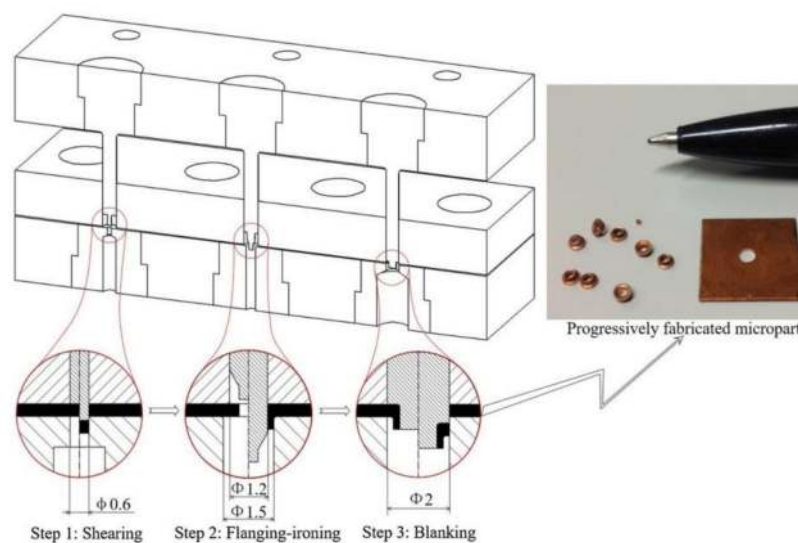 Progressively fabricated micropart
ϕ0.6
Φ1.2
Φ1.5
Φ2
Step 1: Shearing
Step 2: Flanging-ironing
Step 3: Blanking